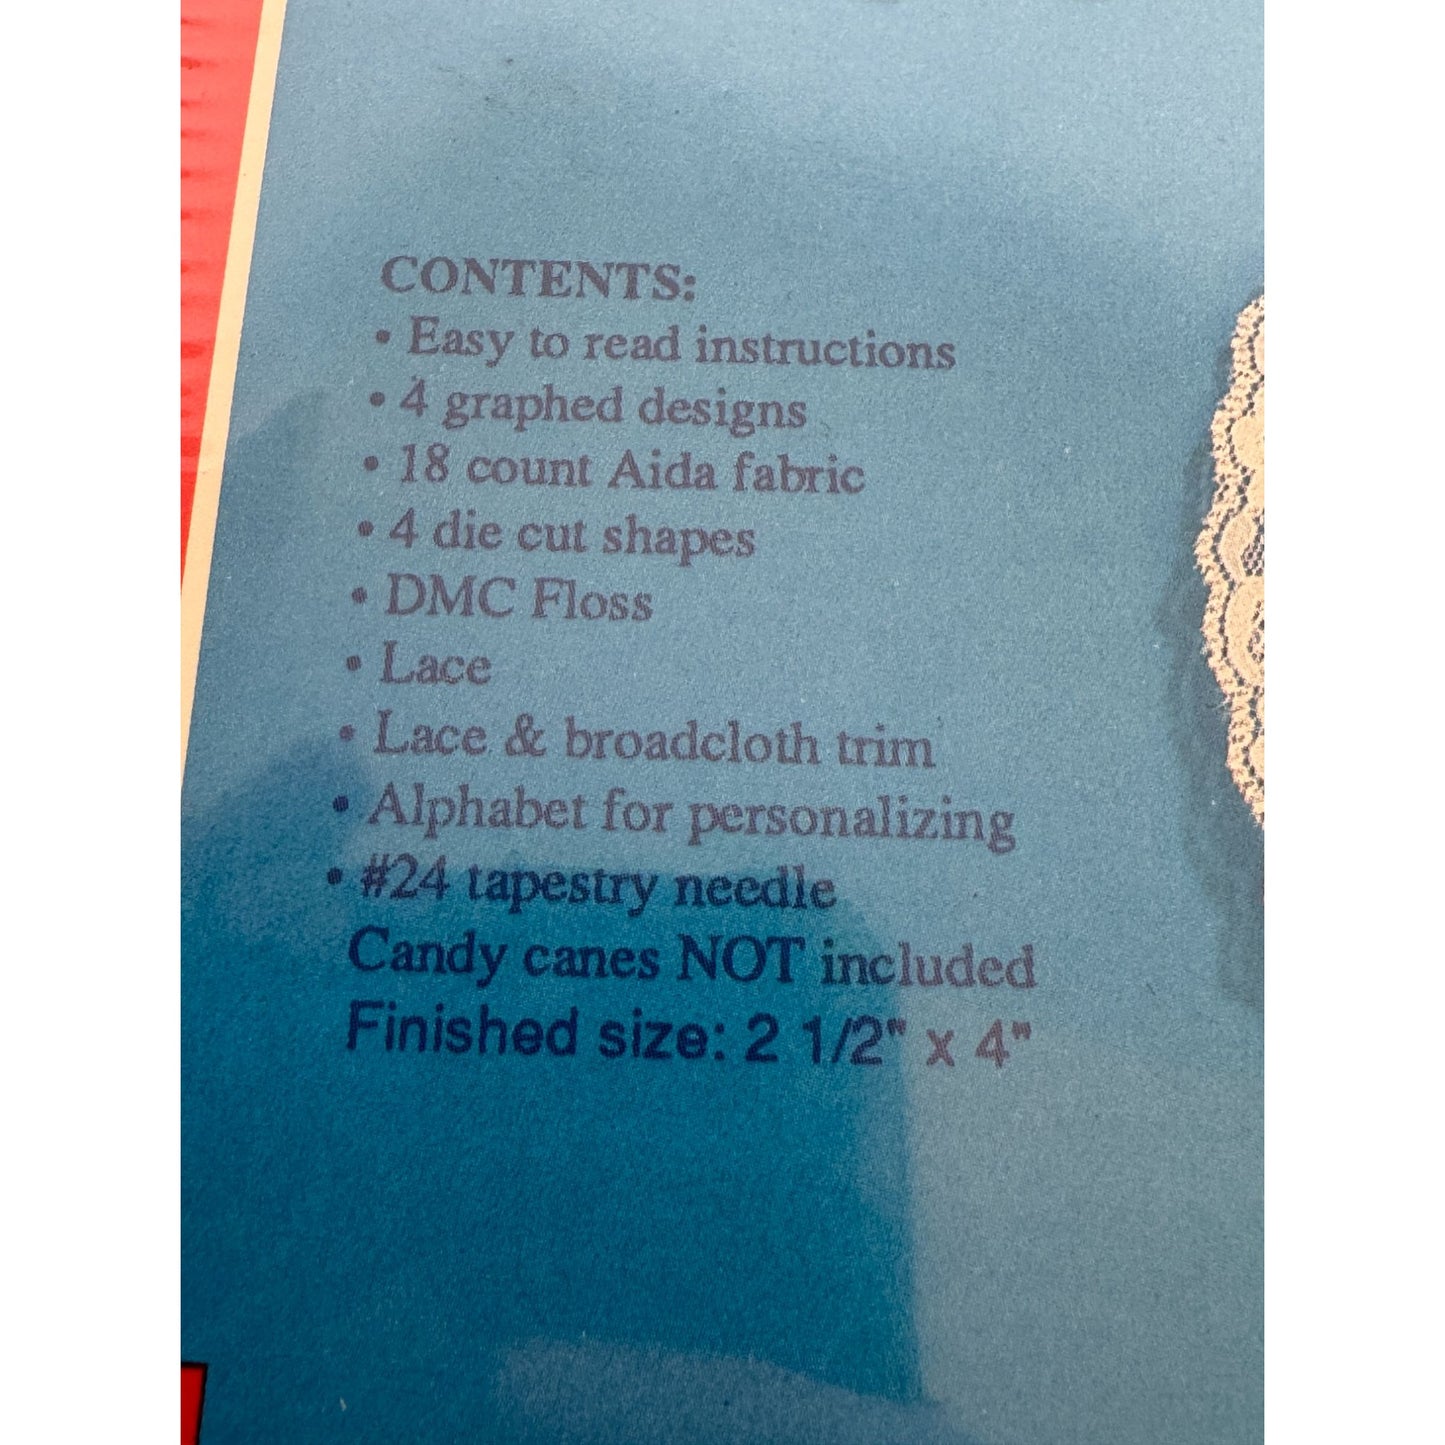 CONTENTS:
• Easy to read instructions
• 4 graphed designs
• 18 count Aida fabric
• 4 die cut shapes
• DMC Floss
• Lace
• Lace & broadcloth trim
• Alphabet for personalizing
• #24 tapestry needle
Candy canes NOT included
Finished size: 2 1/2" x 4"